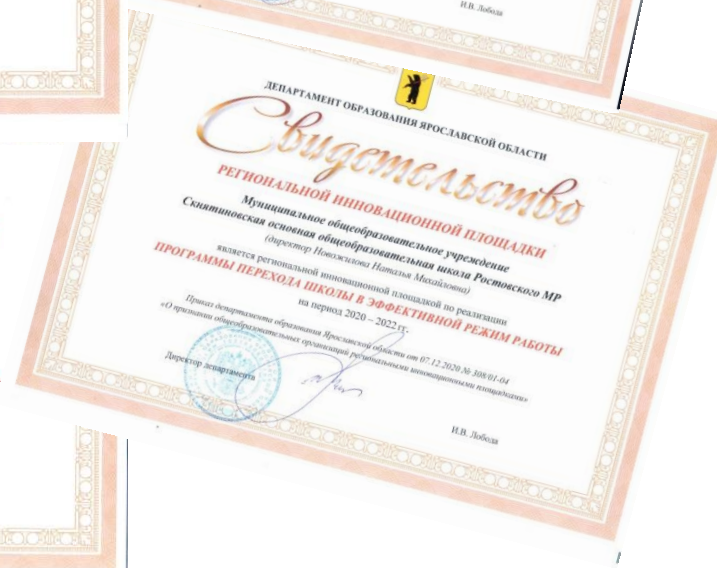 И.В. Лобода
ДЕПАРТАМЕНТ ОБРАЗОВАНИЯ ЯРОСЛАВСКОЙ ОБЛАСТИ
Свидетельство
РЕГИОНАЛЬНОЙ ИННОВАЦИОННОЙ ПЛОЩАДКИ
Муниципальное общеобразовательное учреждение
Скнятиновская основная общеобразовательная школа Ростовского МР
(директор Новожилова Наталья Михайловна)
является региональной инновационной площадкой по реализации
ПРОГРАММЫ ПЕРЕХОДА ШКОЛЫ В ЭФФЕКТИВНОЙ РЕЖИМ РАБОТЫ
на период 2020 – 2022 гг.
Приказ департамента образования Ярославской области от 07.12.2020 № 308/01-04
«О признании общеобразовательных организаций региональными инновационными площадками»
Директор департамента
И.В. Лобода